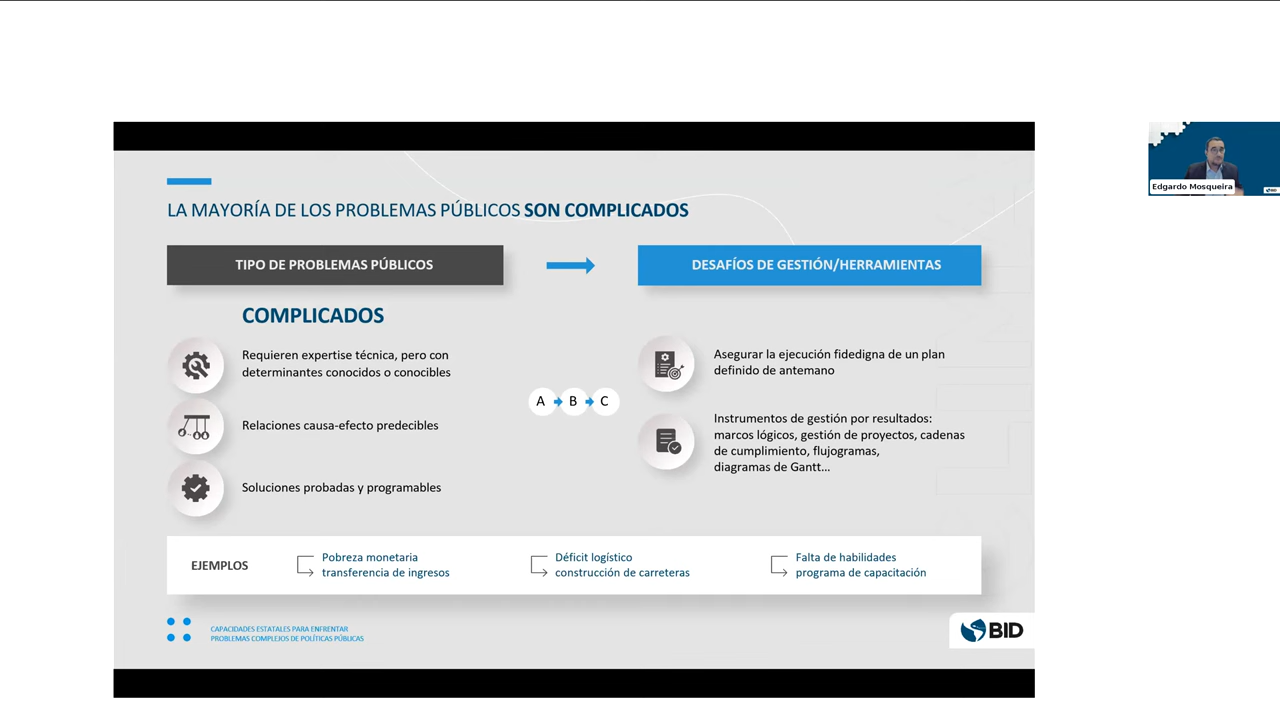 LA MAYORÍA DE LOS PROBLEMAS PÚBLICOS SON COMPLICADOS
TIPO DE PROBLEMAS PÚBLICOS
DESAFÍOS DE GESTIÓN/HERRAMIENTAS
COMPLICADOS
Requieren expertise técnica, pero con
determinantes conocidos o conocibles
Relaciones causa-efecto predecibles
Soluciones probadas y programables
A B C
Asegurar la ejecución fidedigna de un plan
definido de antemano
Instrumentos de gestión por resultados:
marcos lógicos, gestión de proyectos, cadenas
de cumplimiento, flujogramas,
diagramas de Gantt...
EJEMPLOS
Pobreza monetaria
transferencia de ingresos
Déficit logístico
construcción de carreteras
Falta de habilidades
programa de capacitación
CAPACIDADES ESTATALES PARA ENFRENTAR
PROBLEMAS COMPLEJOS DE POLÍTICAS PÚBLICAS
BID
Edgardo Mosqueira
BID